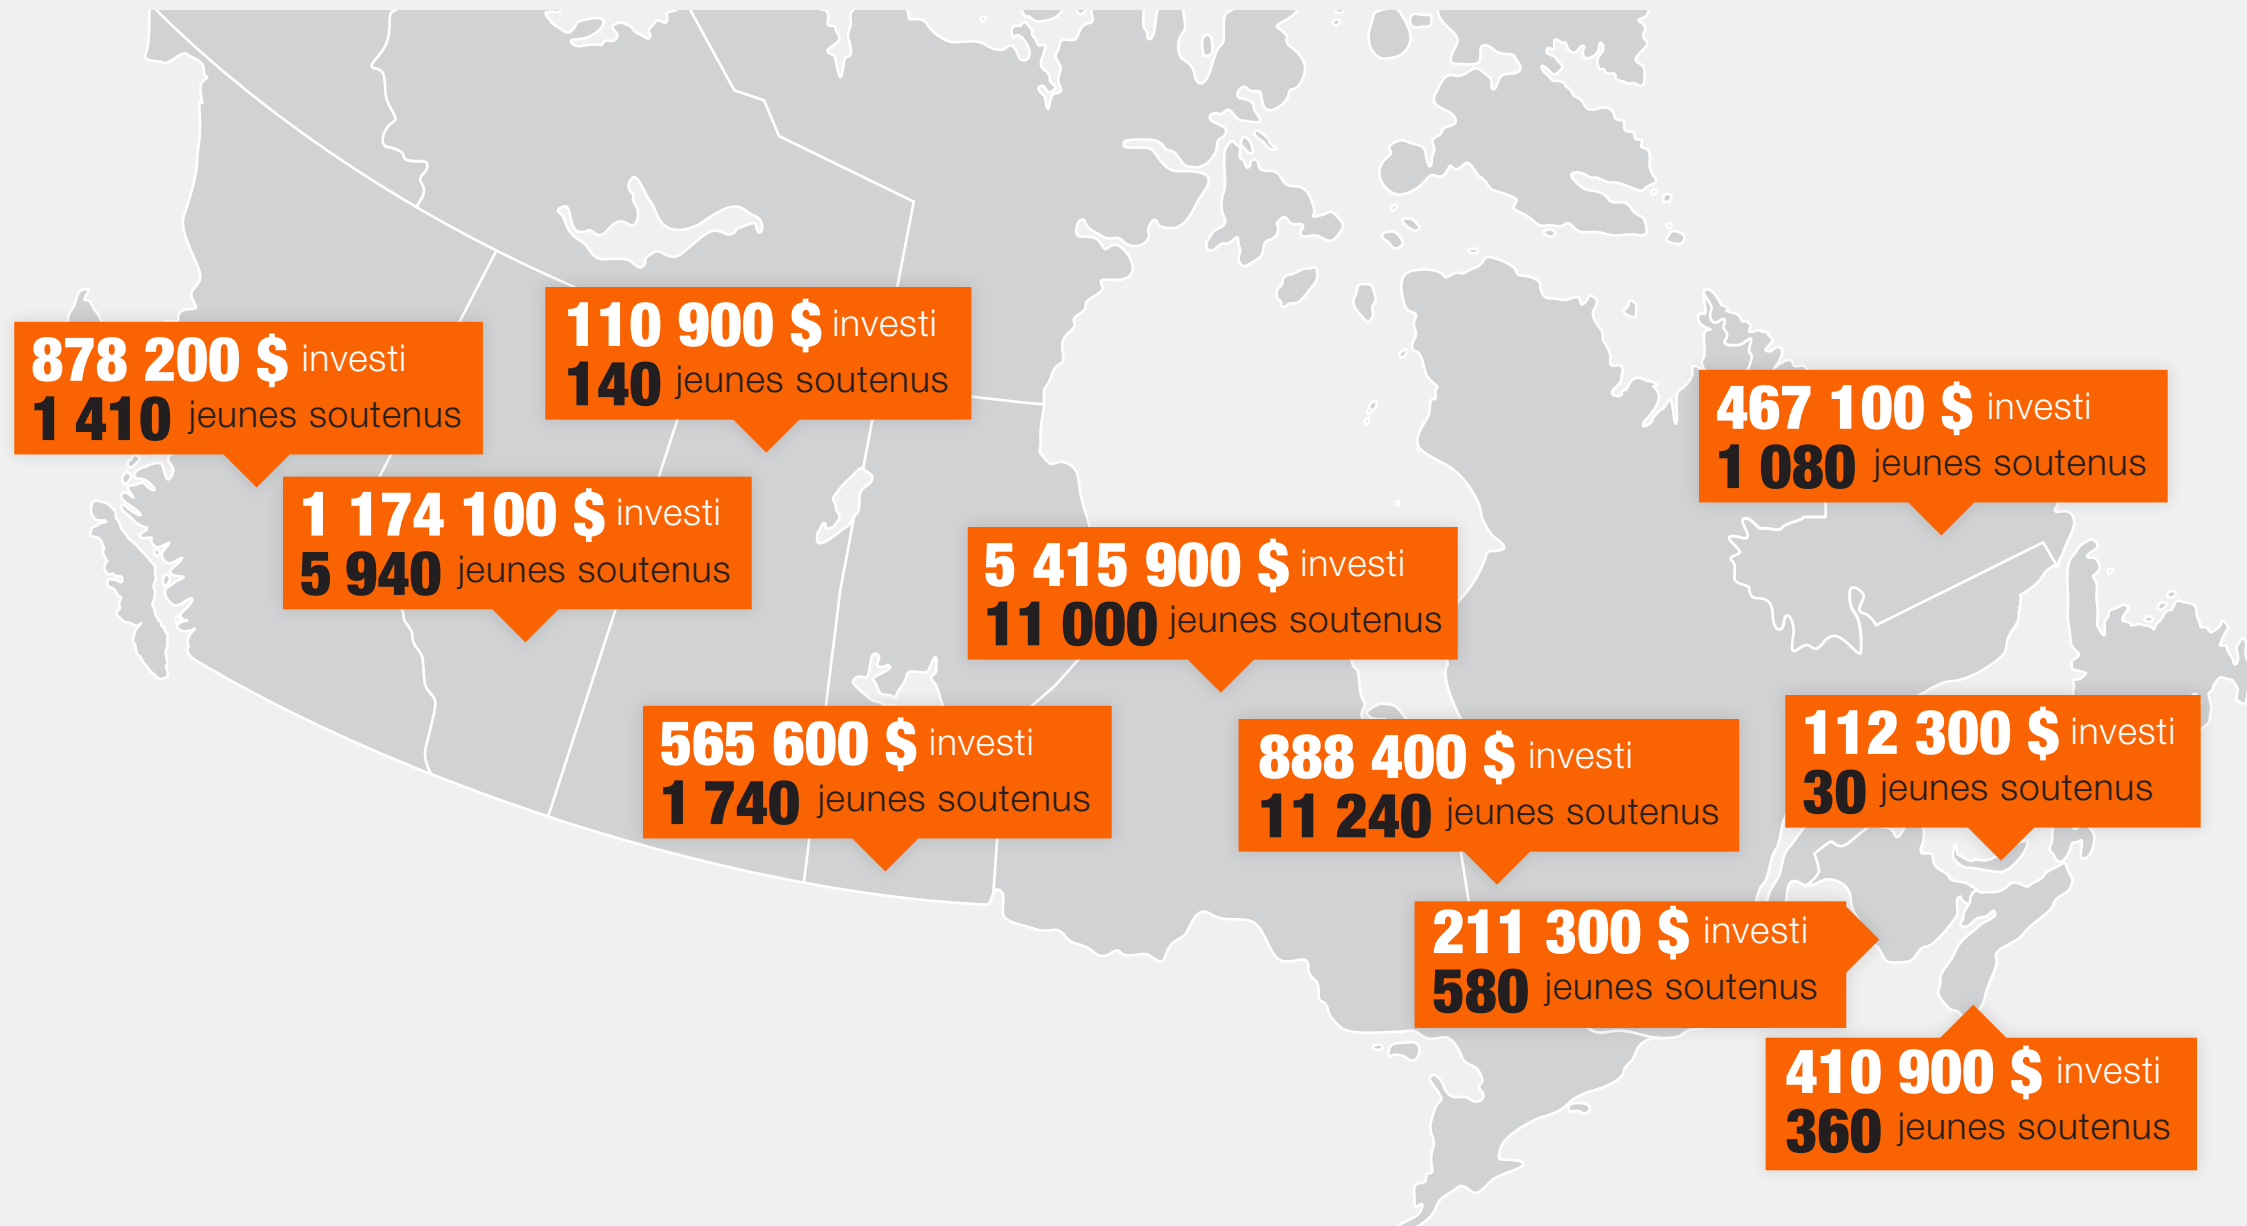 878 200 $ investi
1 410 jeunes soutenus
110 900 $ investi
140 jeunes soutenus
1 174 100 $ investi
5 940 jeunes soutenus
467 100 $ investi
1 080 jeunes soutenus
5 415 900 $ investi
11 000 jeunes soutenus
565 600 $ investi
1 740 jeunes soutenus
888 400 $ investi
11 240 jeunes soutenus
112 300 $ investi
30 jeunes soutenus
211 300 $ investi
580 jeunes soutenus
410 900 $ investi
360 jeunes soutenus